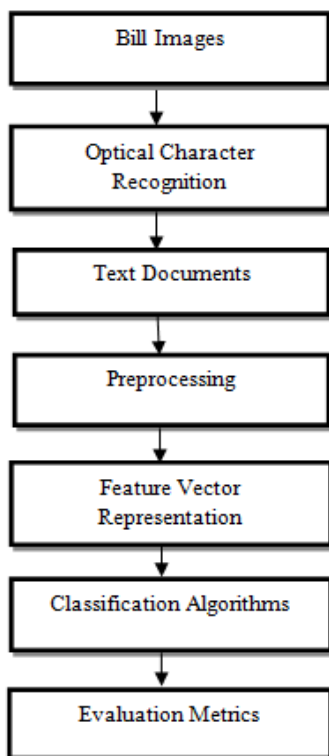 Bill Images
Optical Character
Recognition
Text Documents
Preprocessing
Feature Vector
Representation
Classification Algorithms
Evaluation Metrics